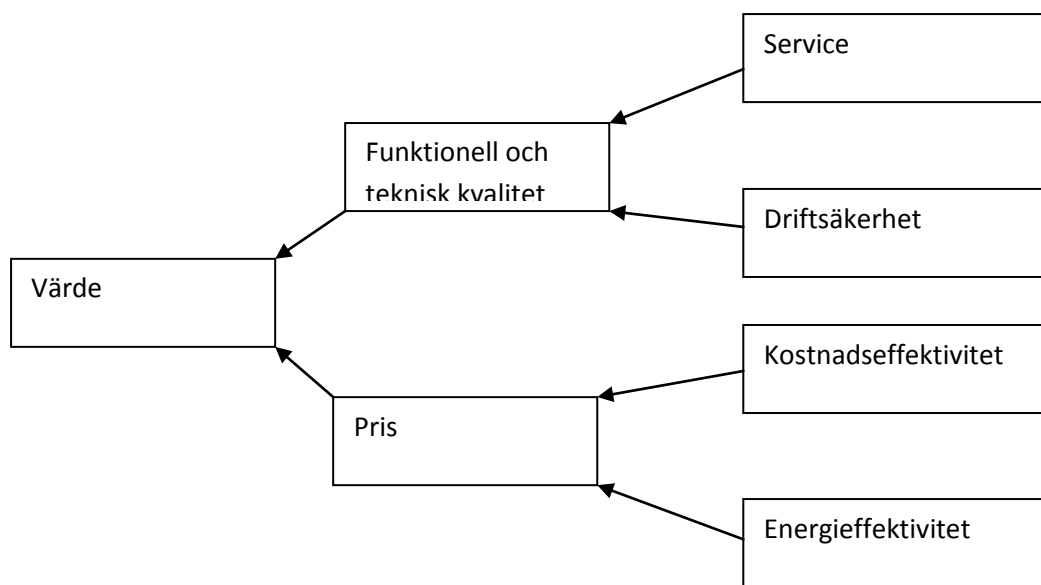 Service
Funktionell och
teknisk kvalitet
Driftsäkerhet
Värde
Kostnadseffektivitet
Pris
Energieffektivitet